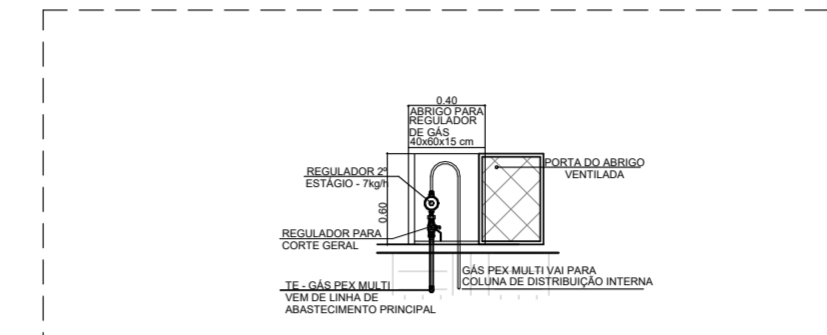 0.40
ABRIGO PARA
REGULADOR
DE GÁS
40x60x15 cm
REGULADOR 2º
ESTÁGIO - 7kg/h
PORTA DO ABRIGO
VENTILADA
0.60
REGULADOR PARA
CORTE GERAL
GÁS PEX MULTI VAI PARA
COLUNA DE DISTRIBUIÇÃO INTERNA
TE - GÁS PEX MULTI
VEM DE LINHA DE
ABASTECIMENTO PRINCIPAL